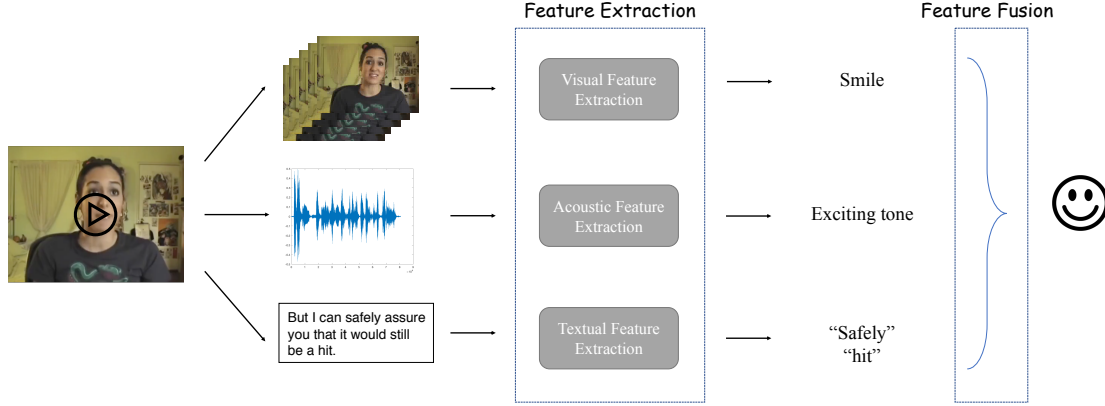 Feature Extraction
Feature Fusion
Visual Feature
Extraction
Smile
Acoustic Feature
Extraction
Exciting tone
But I can safely assure
you that it would still
be a hit.
Textual Feature
Extraction
“Safely”
“hit”